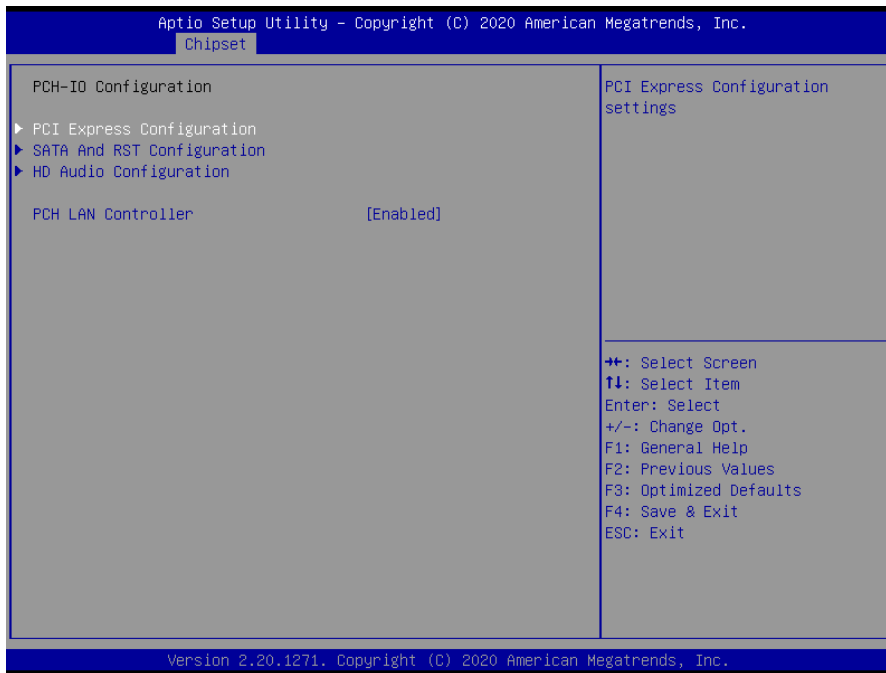 Aptio Setup Utility – Copyright (C) 2020 American Megatrends, Inc.
Chipset
PCH-IO Configuration
PCI Express Configuration
SATA And RST Configuration
HD Audio Configuration
PCH LAN Controller [Enabled]
PCI Express Configuration
settings
→←: Select Screen
↑↓: Select Item
Enter: Select
+/-: Change Opt.
F1: General Help
F2: Previous Values
F3: Optimized Defaults
F4: Save & Exit
ESC: Exit
Version 2.20.1271. Copyright (C) 2020 American Megatrends, Inc.